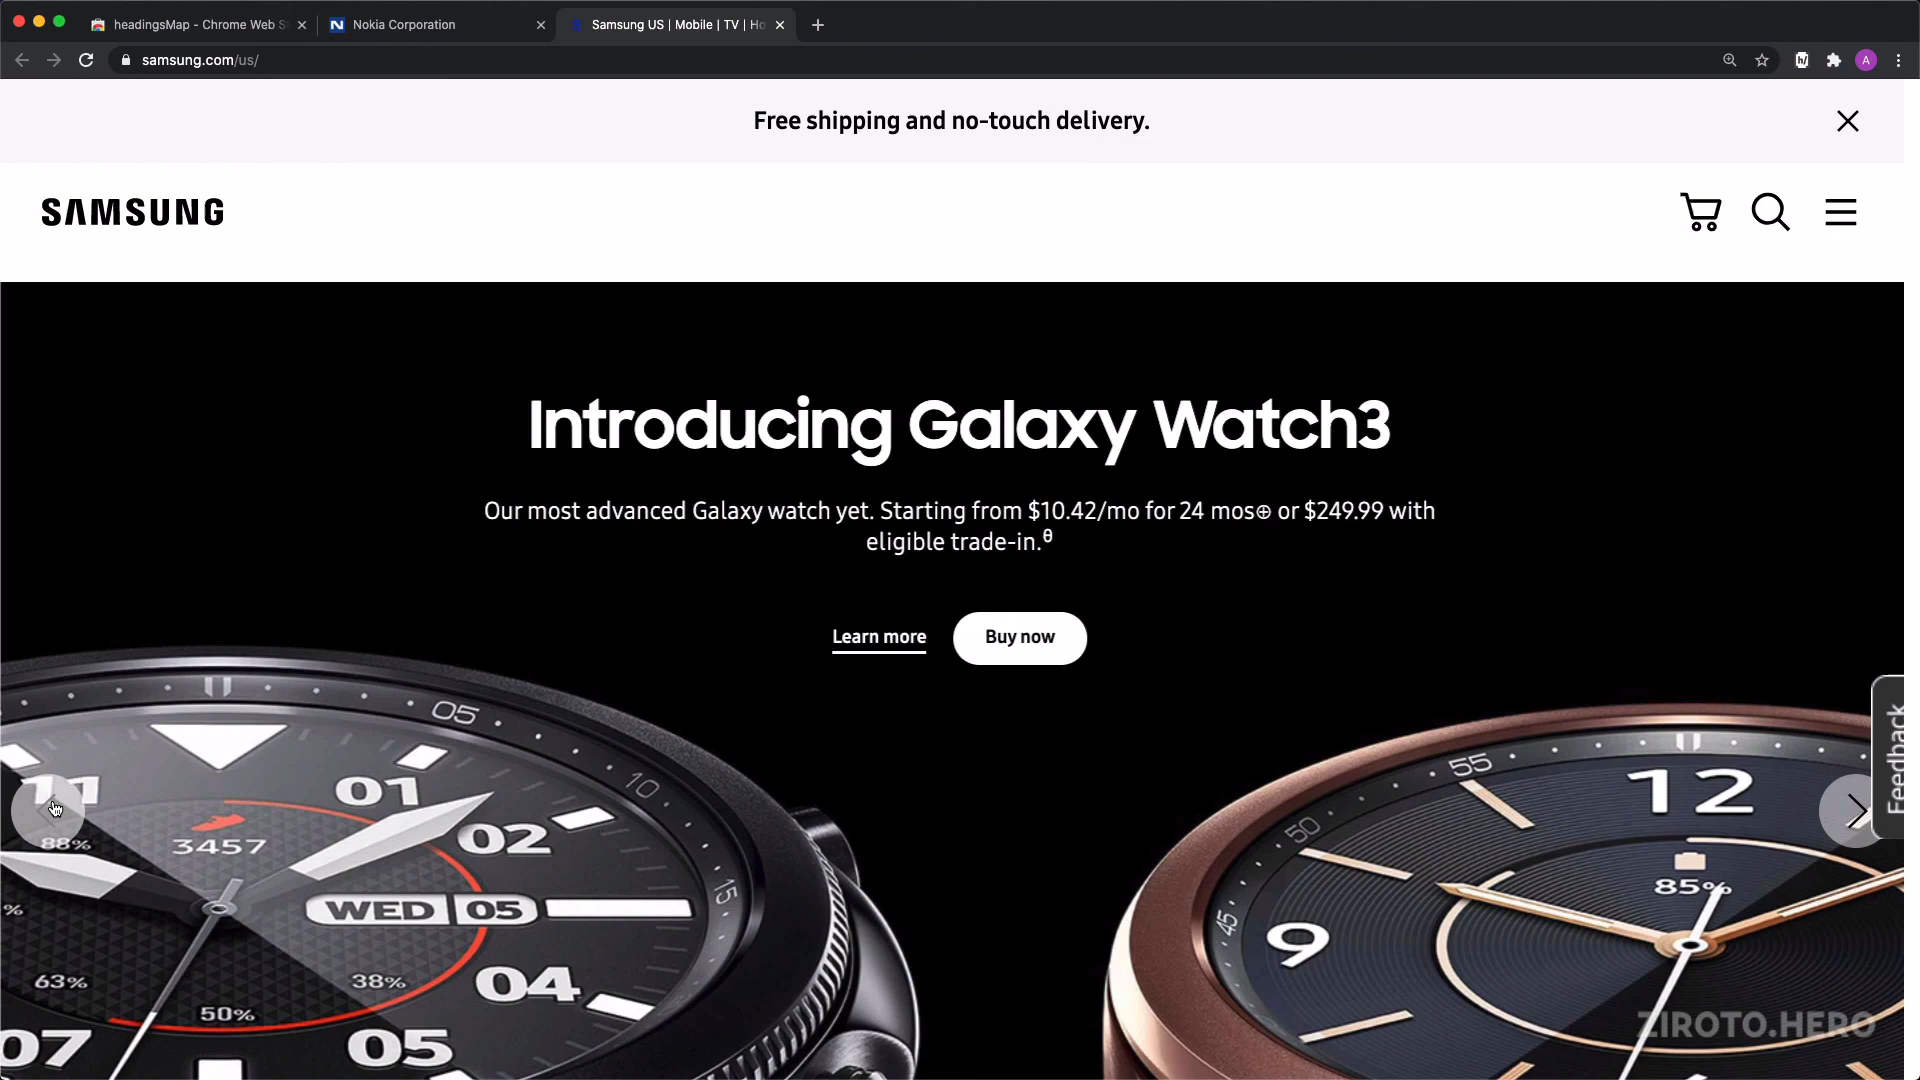 headingsMap - Chrome Web S
Nokia Corporation
Samsung US | Mobile | TV | Ho
samsung.com/us/
A
Free shipping and no-touch delivery.
SAMSUNG
Introducing Galaxy Watch3
Our most advanced Galaxy watch yet. Starting from $10.42/mo for 24 mos⊕ or $249.99 with
eligible trade-in.θ
Learn more
Buy now
Feedback
05
10
15
11
01
02
88%
3457
WED 05
%
04
63%
38%
50%
07
05
55
12
50
85%
45
9
ZIROTO.HERO